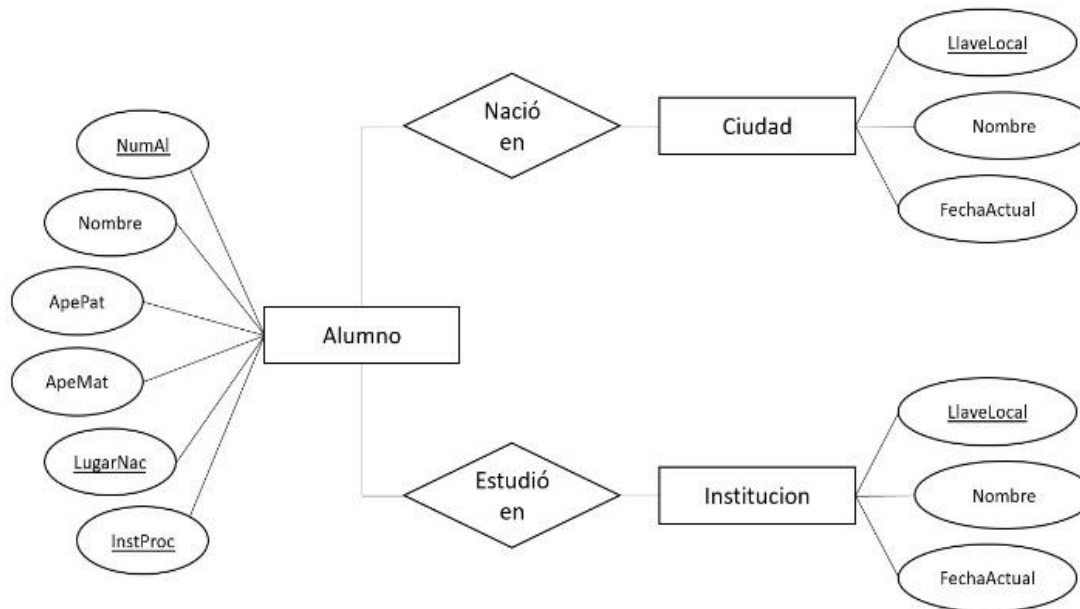 NumAl
Nombre
ApePat
ApeMat
LugarNac
InstProc
Alumno
Nació
en
Ciudad
LlaveLocal
Nombre
FechaActual
Estudió
en
Institucion
LlaveLocal
Nombre
FechaActual